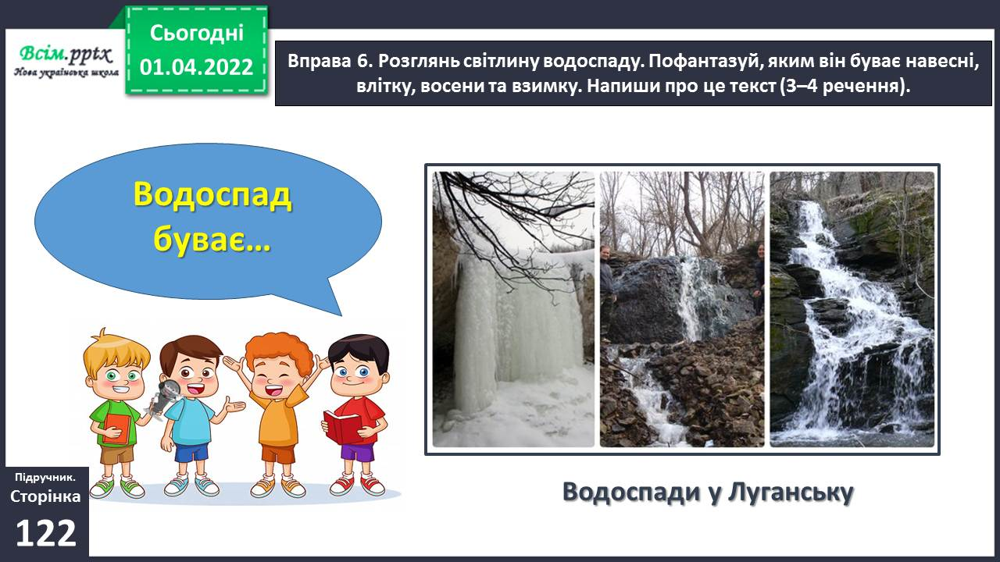 Всім.pptx
Нова українська школа
Сьогодні
01.04.2022
Вправа 6. Розглянь світлину водоспаду. Пофантазуй, яким він буває навесні,
влітку, восени та взимку. Напиши про це текст (3–4 речення).
Водоспад
буває...
Водоспади у Луганську
Підручник.
Сторінка
122